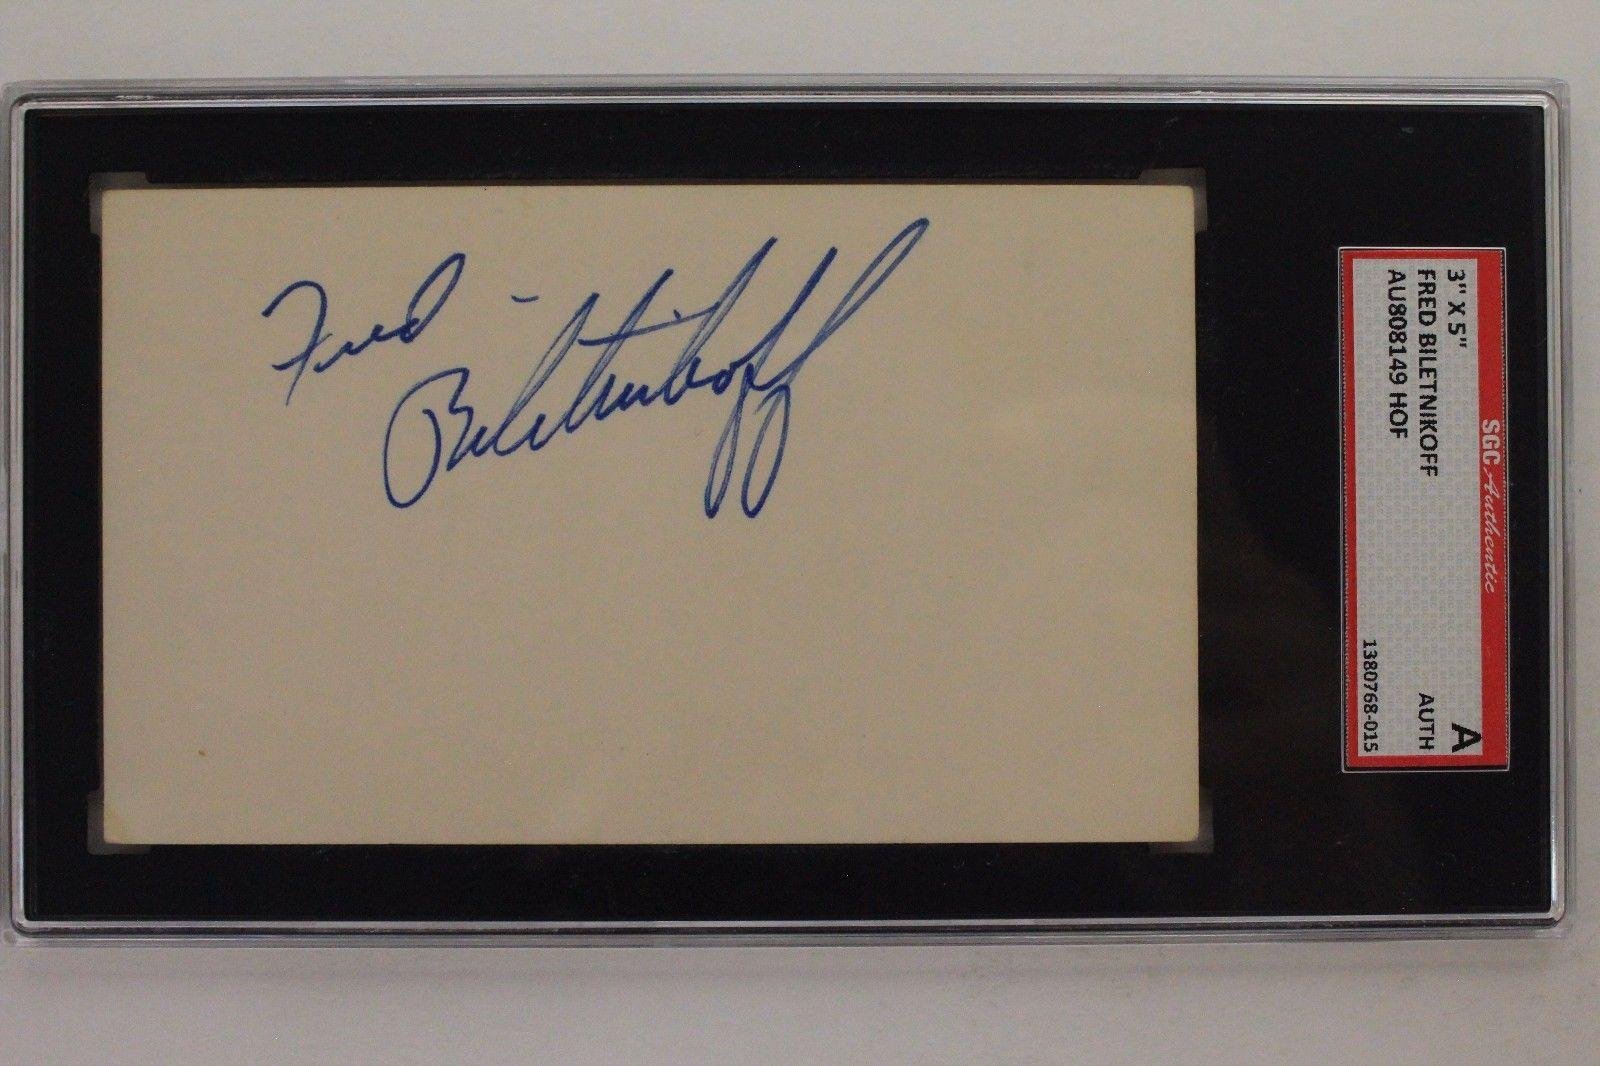 Fred
Biletnikoff
SGC Authentic
3" X 5"
FRED BILETNIKOFF
AU808149 HOF
A
AUTH
1380768-015